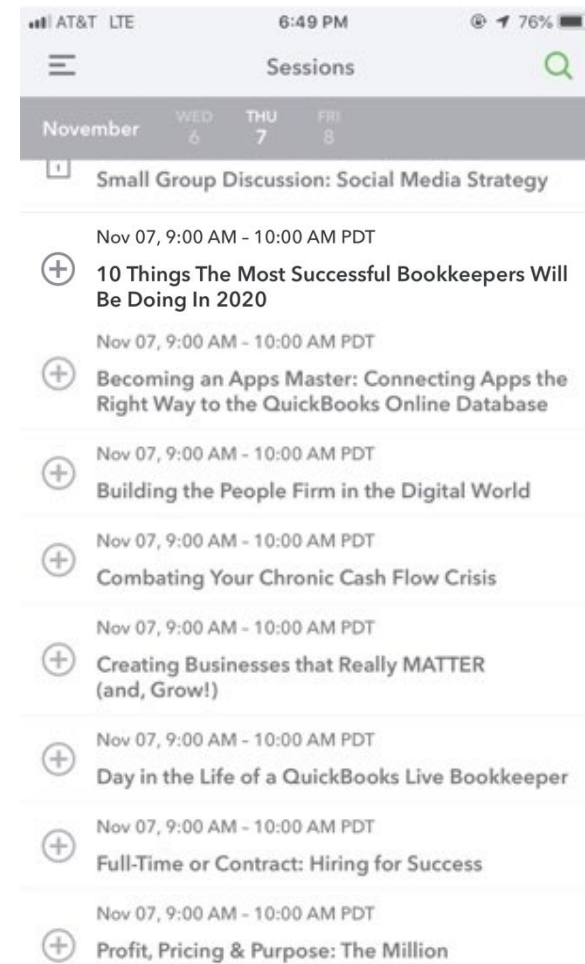 AT&T LTE 6:49 PM 76%
Sessions
November WED 6 THU 7 FRI 8
Small Group Discussion: Social Media Strategy
Nov 07, 9:00 AM – 10:00 AM PDT
10 Things The Most Successful Bookkeepers Will
Be Doing In 2020
Nov 07, 9:00 AM - 10:00 AM PDT
Becoming an Apps Master: Connecting Apps the
Right Way to the QuickBooks Online Database
Nov 07, 9:00 AM - 10:00 AM PDT
Building the People Firm in the Digital World
Nov 07, 9:00 AM - 10:00 AM PDT
Combating Your Chronic Cash Flow Crisis
Nov 07, 9:00 AM - 10:00 AM PDT
Creating Businesses that Really MATTER
(and, Grow!)
Nov 07, 9:00 AM - 10:00 AM PDT
Day in the Life of a QuickBooks Live Bookkeeper
Nov 07, 9:00 AM - 10:00 AM PDT
Full-Time or Contract: Hiring for Success
Nov 07, 9:00 AM - 10:00 AM PDT
Profit, Pricing & Purpose: The Million